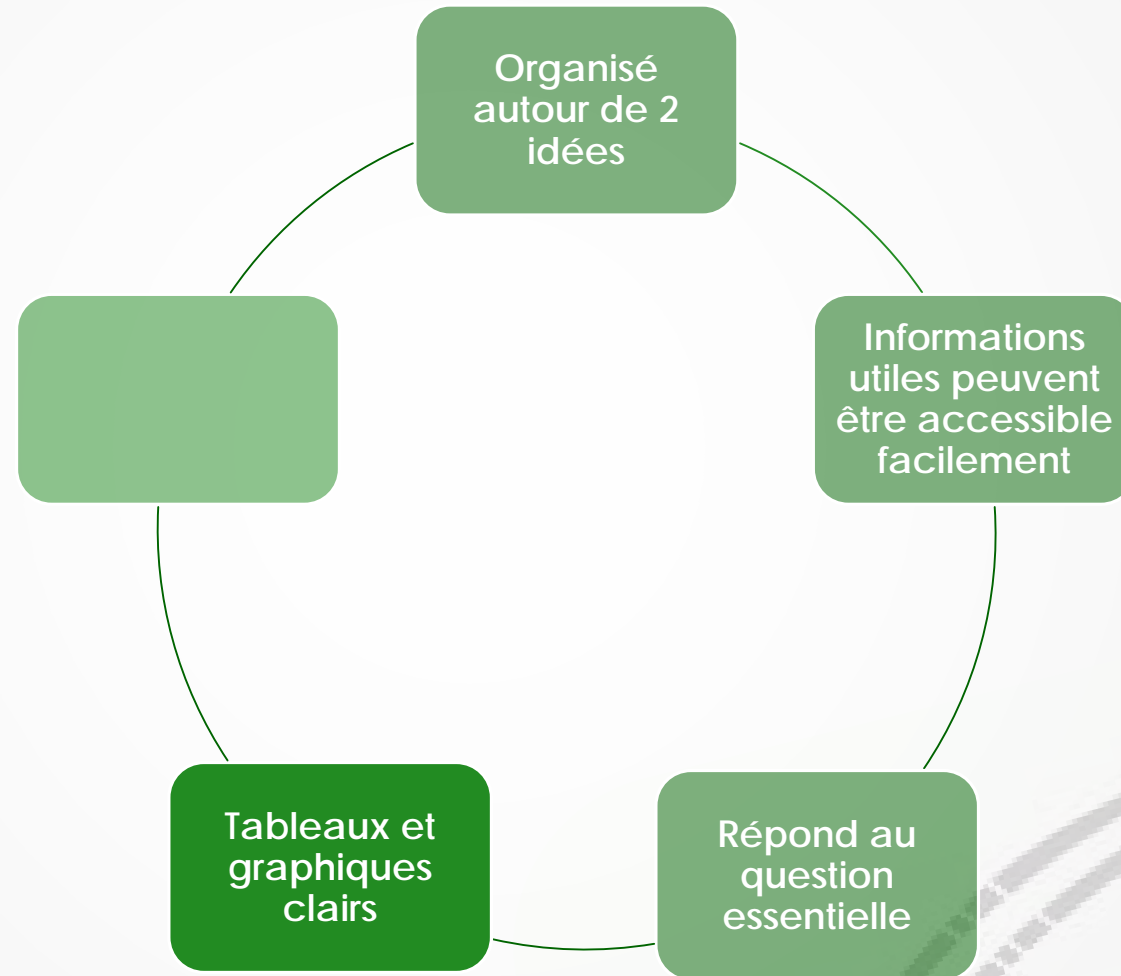 Organisé
autour de 2
idées
Informations
utiles peuvent
être accessible
facilement
Répond au
question
essentielle
Tableaux et
graphiques
clairs